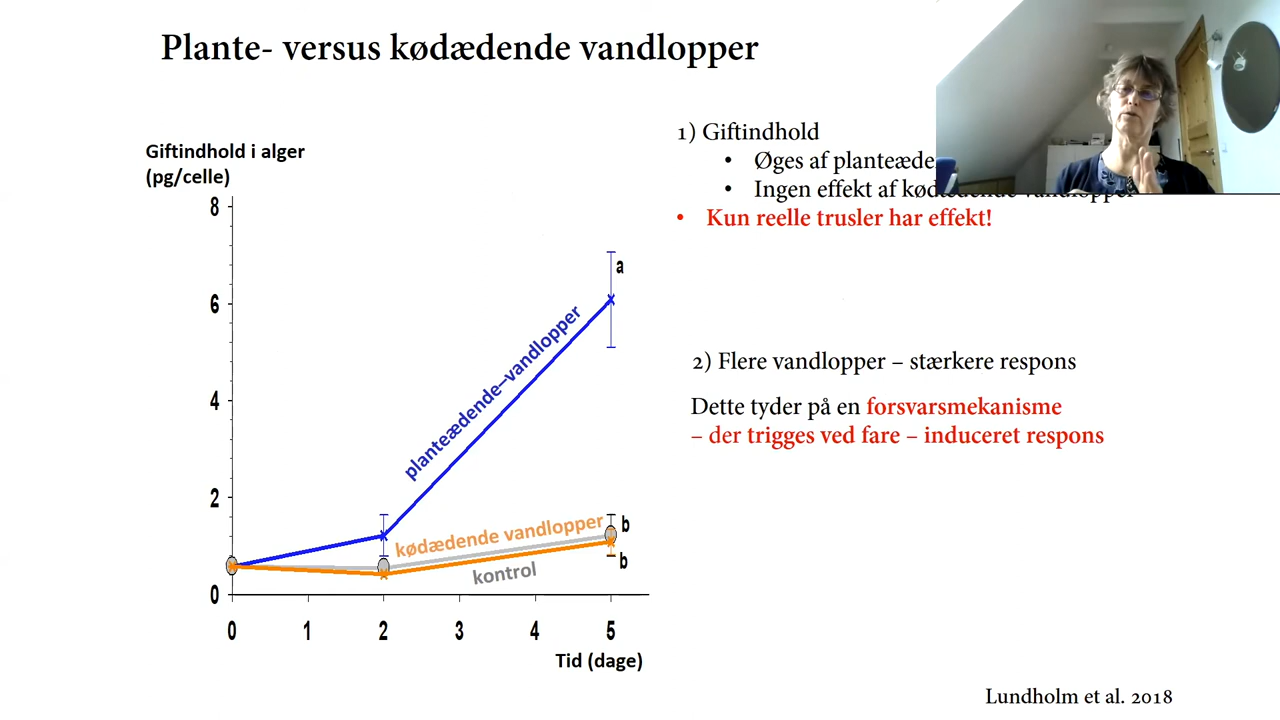 Plante- versus kødædende vandlopper
Giftindhold i alger
(pg/celle)
8
6
4
2
0
0 1 2 3 4 5
Tid (dage)
planteædende–vandlopper
kødædende vandlopper
kontrol
a
b
b
1) Giftindhold
• Øges af planteæde
• Ingen effekt af kødædende vandlopper
• Kun reelle trusler har effekt!
2) Flere vandlopper – stærkere respons
Dette tyder på en forsvarsmekanisme
– der trigges ved fare – induceret respons
Lundholm et al. 2018